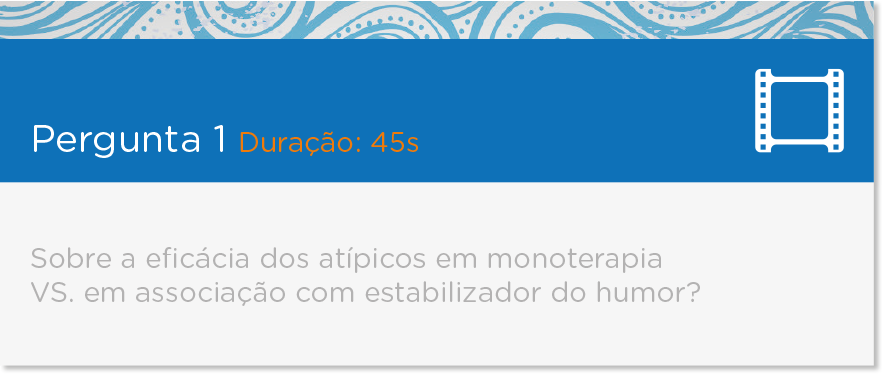 Pergunta 1 Duração: 45s
Sobre a eficácia dos atípicos em monoterapia
VS. em associação com estabilizador do humor?